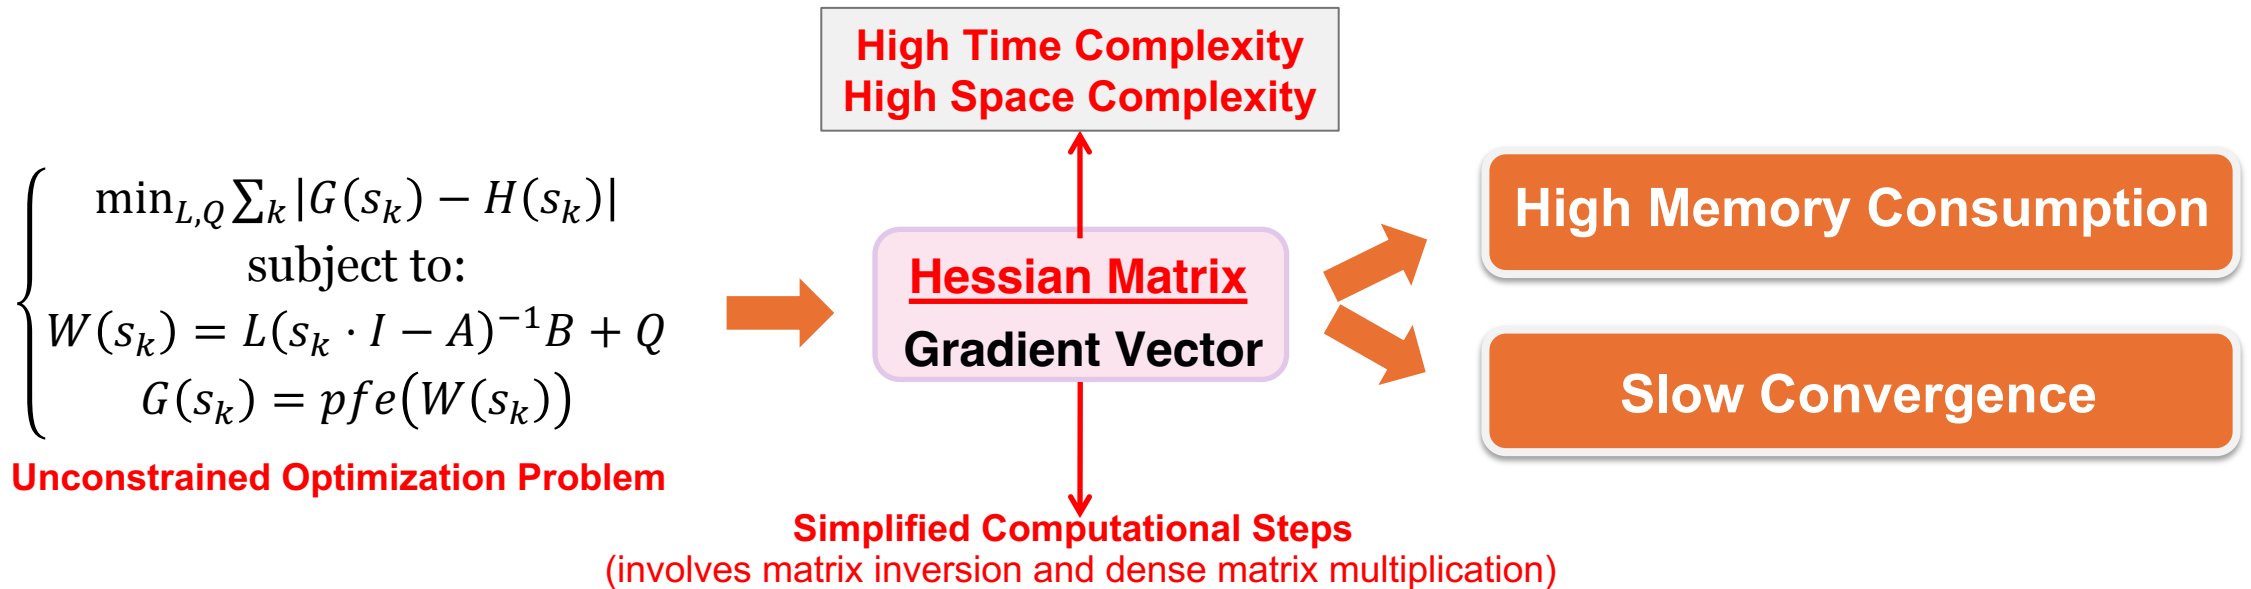 High Time Complexity
High Space Complexity
min_{L,Q} ∑_k |G(s_k) − H(s_k)|
subject to:
W(s_k) = L(s_k · I − A)^{−1}B + Q
G(s_k) = pfe(W(s_k))
Unconstrained Optimization Problem
Hessian Matrix
Gradient Vector
Simplified Computational Steps
(involves matrix inversion and dense matrix multiplication)
High Memory Consumption
Slow Convergence